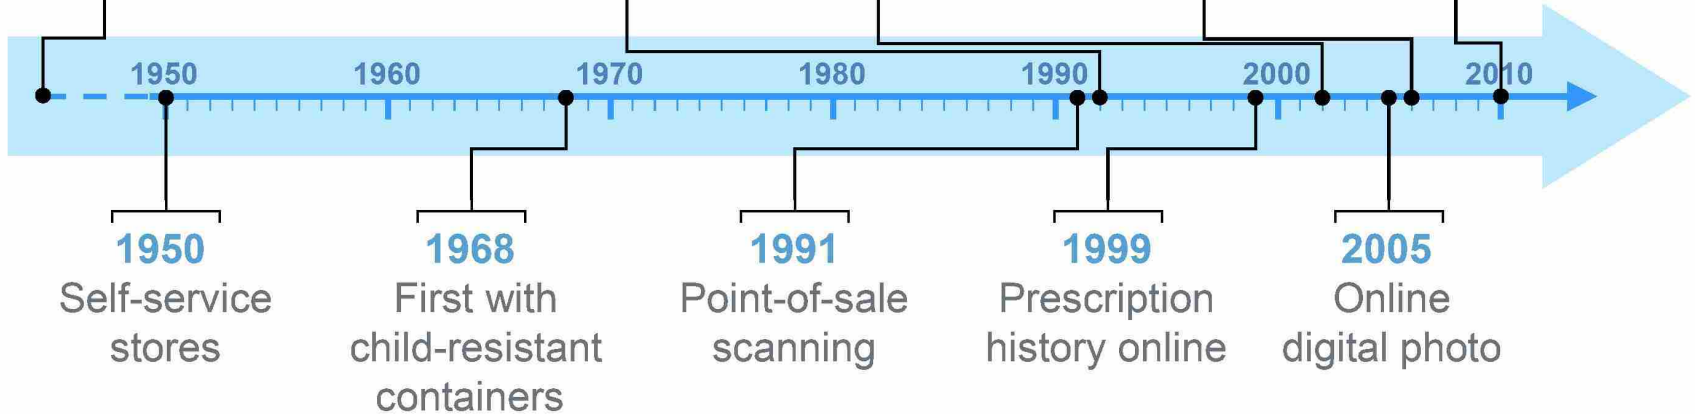 1950 1960 1970 1980 1990 2000 2010
1950
Self-service
stores
1968
First with
child-resistant
containers
1991
Point-of-sale
scanning
1999
Prescription
history online
2005
Online
digital photo